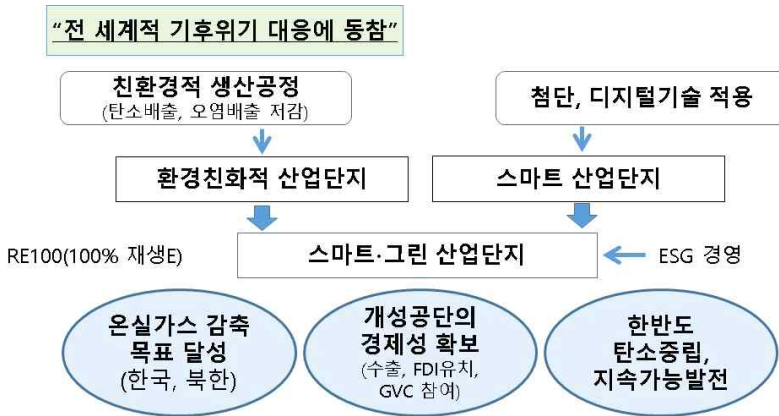 “전 세계적 기후위기 대응에 동참”
친환경적 생산공정
(탄소배출, 오염배출 저감)
첨단, 디지털기술 적용
환경친화적 산업단지
스마트 산업단지
RE100(100% 재생E)
스마트·그린 산업단지
ESG 경영
온실가스 감축
목표 달성
(한국, 북한)
개성공단의
경제성 확보
(수출, FDI유치,
GVC 참여)
한반도
탄소중립,
지속가능발전